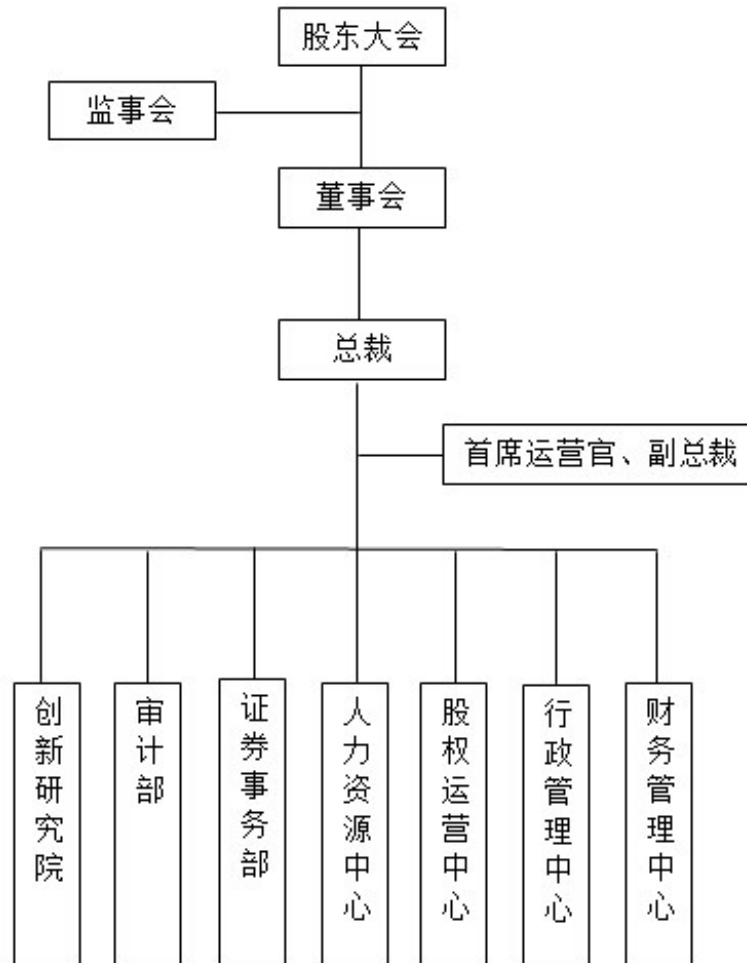 股东大会
监事会
董事会
总裁
首席运营官、副总裁
创新研究院
审计部
证券事务部
人力资源中心
股权运营中心
行政管理中心
财务管理中心